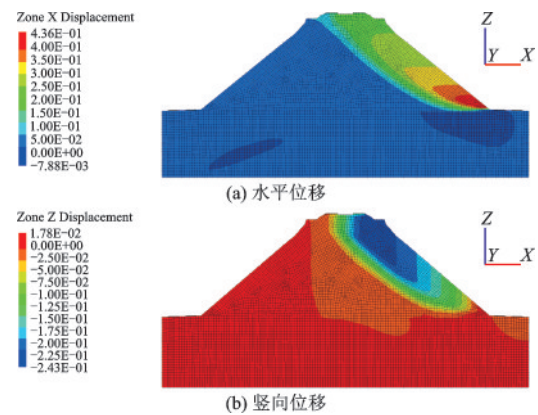 Zone X Displacement
4.36E-01
4.00E-01
3.50E-01
3.00E-01
2.50E-01
2.00E-01
1.50E-01
1.00E-01
5.00E-02
0.00E+00
−7.88E−03
Z
Y X
(a) 水平位移
Zone Z Displacement
1.78E−02
0.00E+00
−2.50E−02
−5.00E−02
−7.50E−02
−1.00E−01
−1.25E−01
−1.50E−01
−1.75E−01
−2.00E−01
−2.25E−01
−2.43E−01
Z
Y X
(b) 竖向位移